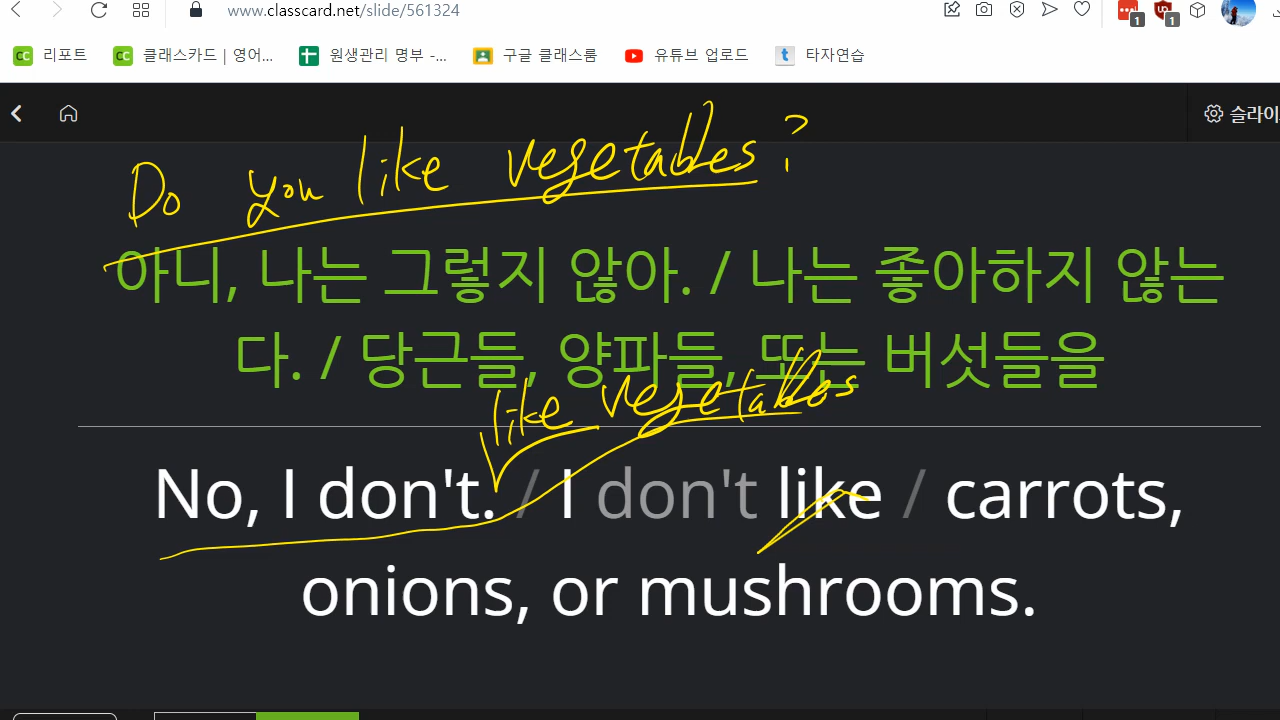 www.classcard.net/slide/561324
1 1
CC 리포트 CC 클래스카드 | 영어... 원생관리 명부 -... 구글 클래스룸 유튜브 업로드 t 타자연습
슬라이
Do you like vegetables?
아니, 나는 그렇지 않아. / 나는 좋아하지 않는
다. / 당근들, 양파들, 또는 버섯들을
like vegetables
No, I don't. / I don't like / carrots,
onions, or mushrooms.